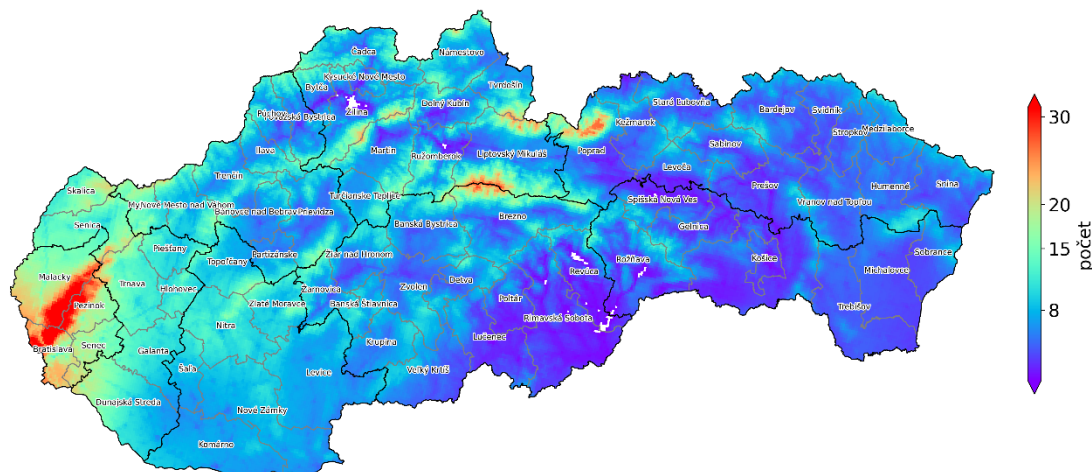 Čadca
Námestovo
Kysucké Nové Mesto
Bytča
Tvrdošín
Žilina
Dolný Kubín
Stará Ľubovňa
Bardejov
Svidník
Kežmarok
Stropkov
Medzilaborce
Púchov
Považská Bystrica
Sabinov
Ilava
Martin
Ružomberok
Liptovský Mikuláš
Poprad
Levoča
Trenčín
Prešov
Humenné
Snina
Skalica
Turčianske Teplice
Spišská Nová Ves
Vranov nad Topľou
Nové Mesto nad Váhom
Bánovce nad Bebravou
Prievidza
Senica
Banská Bystrica
Brezno
Gelnica
Piešťany
Topoľčany
Partizánske
Žiar nad Hronom
Rožňava
Košice
Sobrance
Malacky
Revúca
Michalovce
Trnava
Hlohovec
Detva
Zvolen
Pezinok
Zlaté Moravce
Žarnovica
Banská Štiavnica
Poltár
Trebišov
Nitra
Rimavská Sobota
Bratislava
Senec
Galanta
Krupina
Lučenec
Šaľa
Levice
Veľký Krtíš
Dunajská Streda
Nové Zámky
Komárno
30
20
15
8
počet